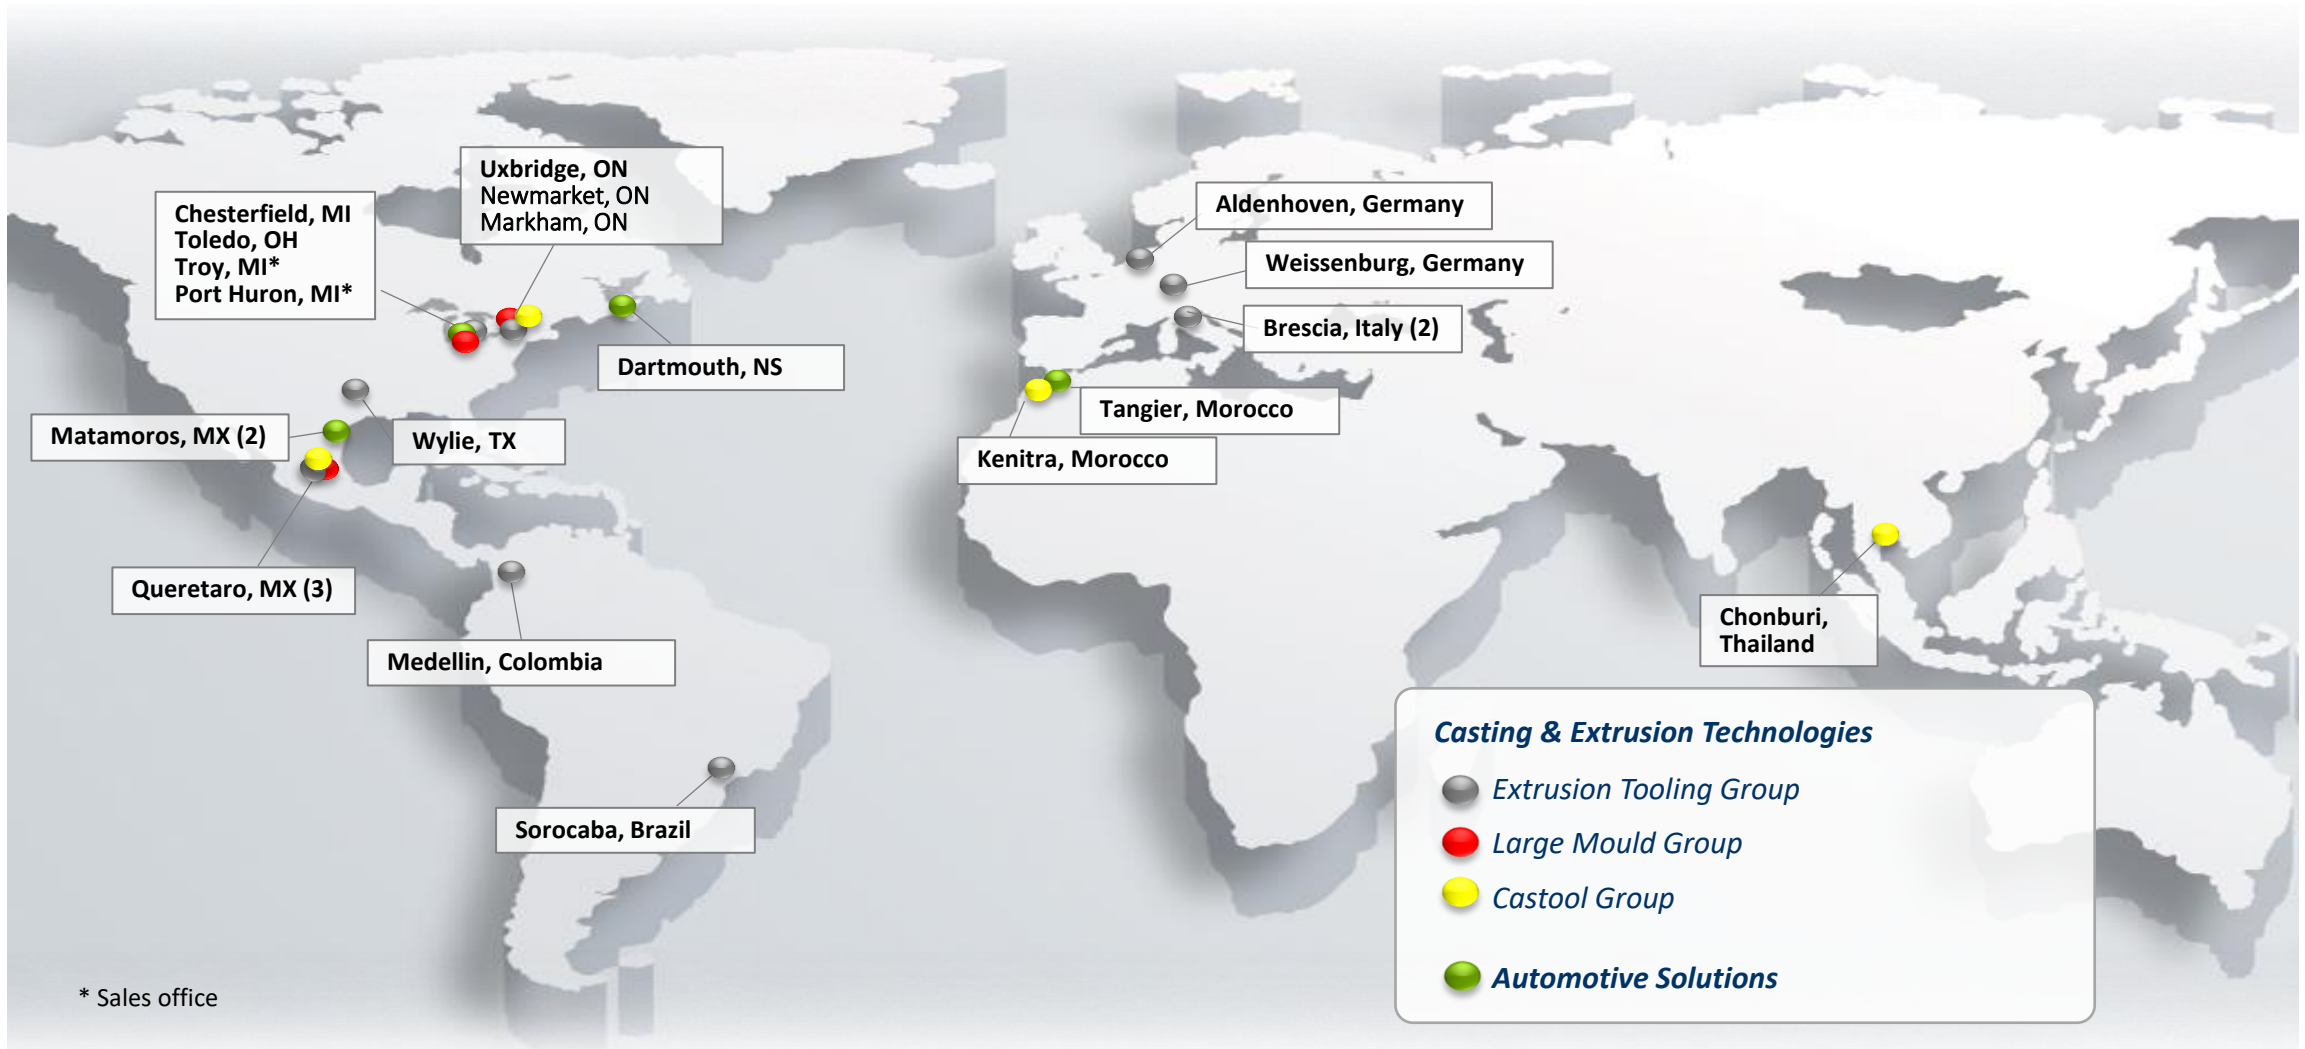 Uxbridge, ON
Newmarket, ON
Markham, ON
Chesterfield, MI
Toledo, OH
Troy, MI*
Port Huron, MI*
Aldenhoven, Germany
Weissenburg, Germany
Brescia, Italy (2)
Dartmouth, NS
Tangier, Morocco
Matamoros, MX (2)
Wylie, TX
Kenitra, Morocco
Queretaro, MX (3)
Chonburi,
Thailand
Medellin, Colombia
Sorocaba, Brazil
Casting & Extrusion Technologies
Extrusion Tooling Group
Large Mould Group
Castool Group
Automotive Solutions
* Sales office